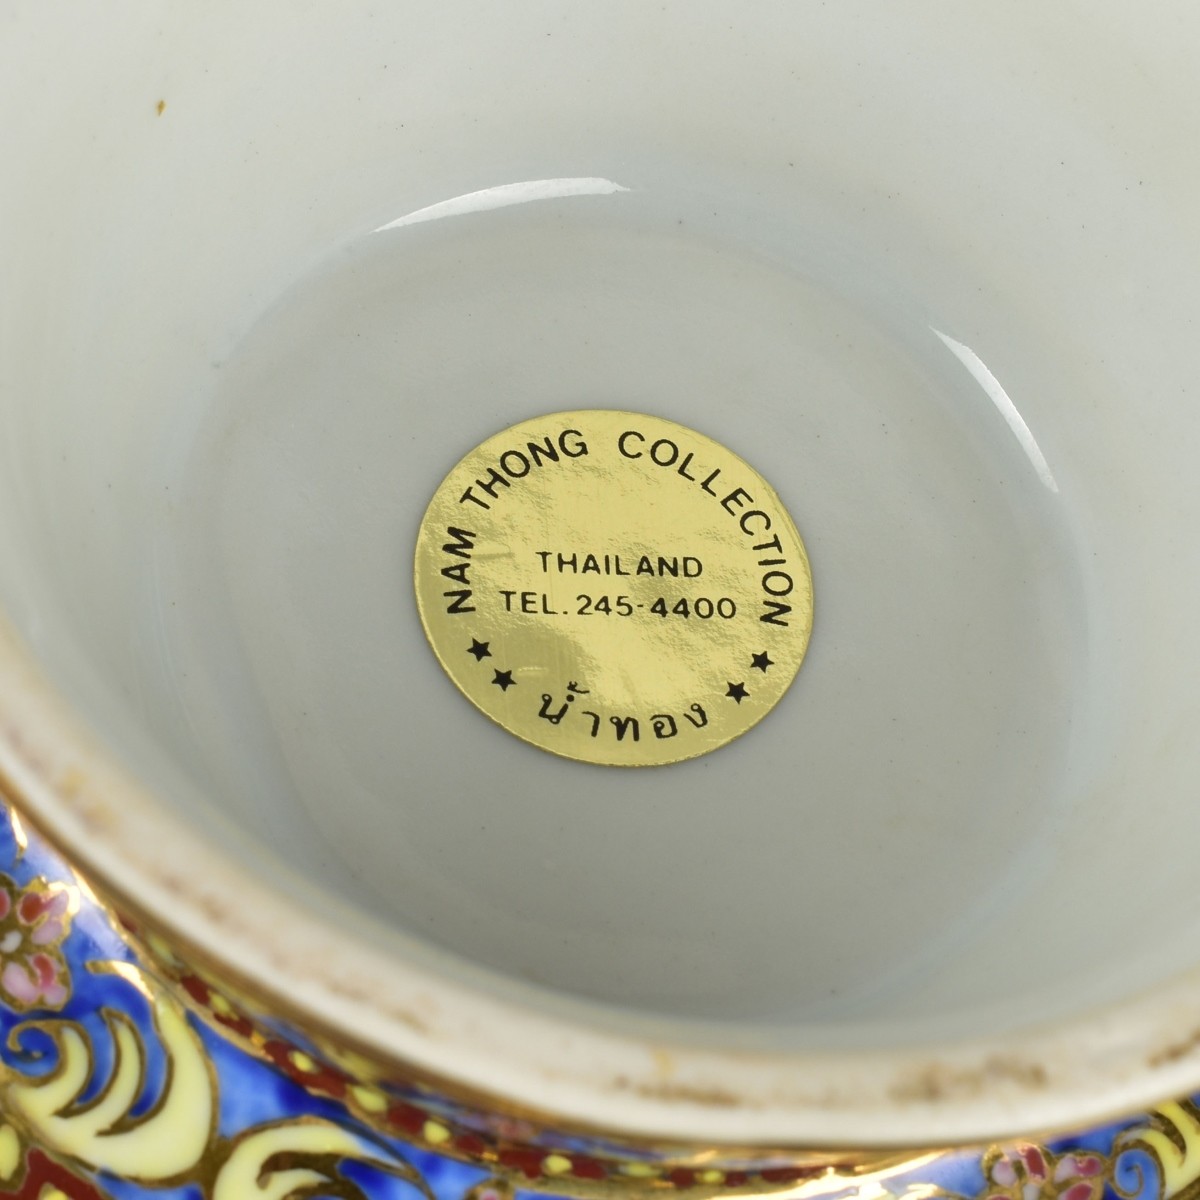 NAM THONG COLLECTION
THAILAND
TEL. 245-4400
น้ำทอง